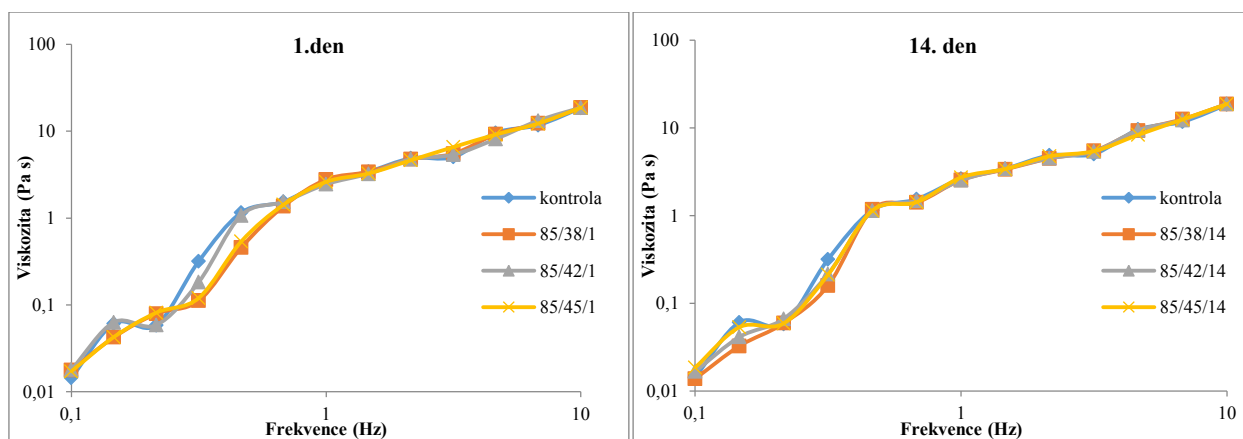 1.den
100
10
1
0,1
0,01
Viskozita (Pa s)
0,1
1
10
Frekvence (Hz)
kontrola
85/38/1
85/42/1
85/45/1
14. den
100
10
1
0,1
0,01
Viskozita (Pa s)
0,1
1
10
Frekvence (Hz)
kontrola
85/38/14
85/42/14
85/45/14